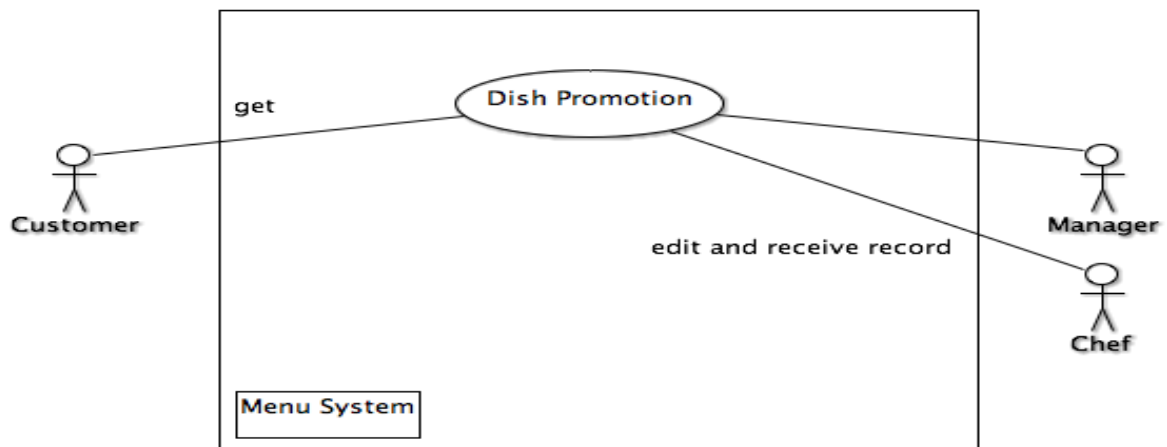 Dish Promotion
get
Customer
Manager
edit and receive record
Chef
Menu System